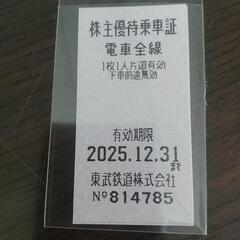 株主優待乗車証
電車全線
1枚1人片道有効
下車前途無効
有効期限
2025.12.31まで
東武鉄道株式会社
Nº814785